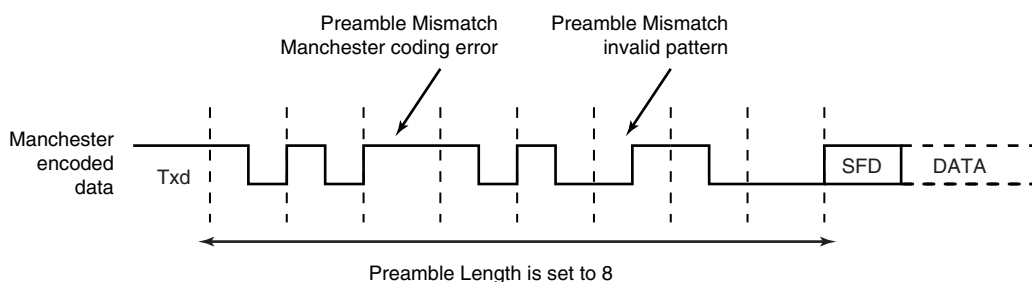 Preamble Mismatch
Manchester coding error
Preamble Mismatch
invalid pattern
Manchester
encoded
data
Txd
SFD
DATA
Preamble Length is set to 8